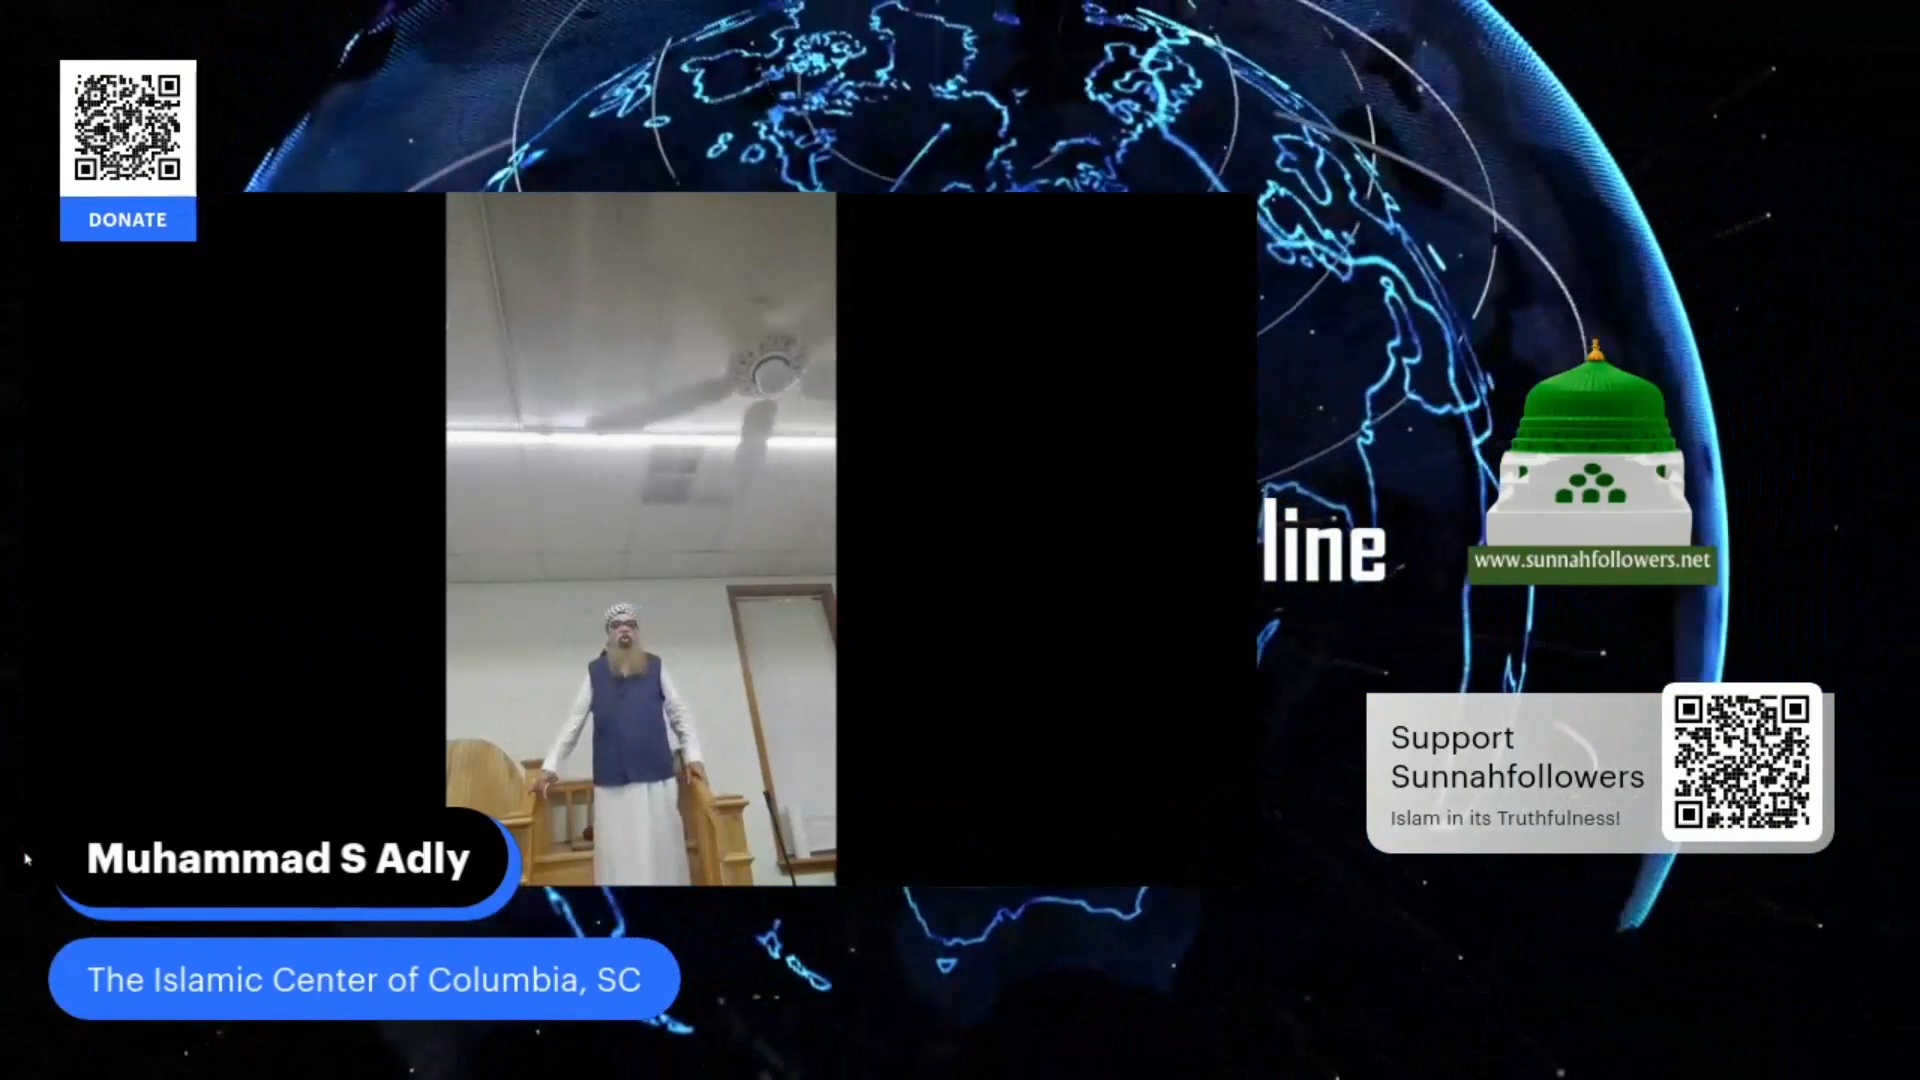 DONATE
line
www.sunnahfollowers.net
Support
Sunnahfollowers
Islam in its Truthfulness!
Muhammad S Adly
The Islamic Center of Columbia, SC